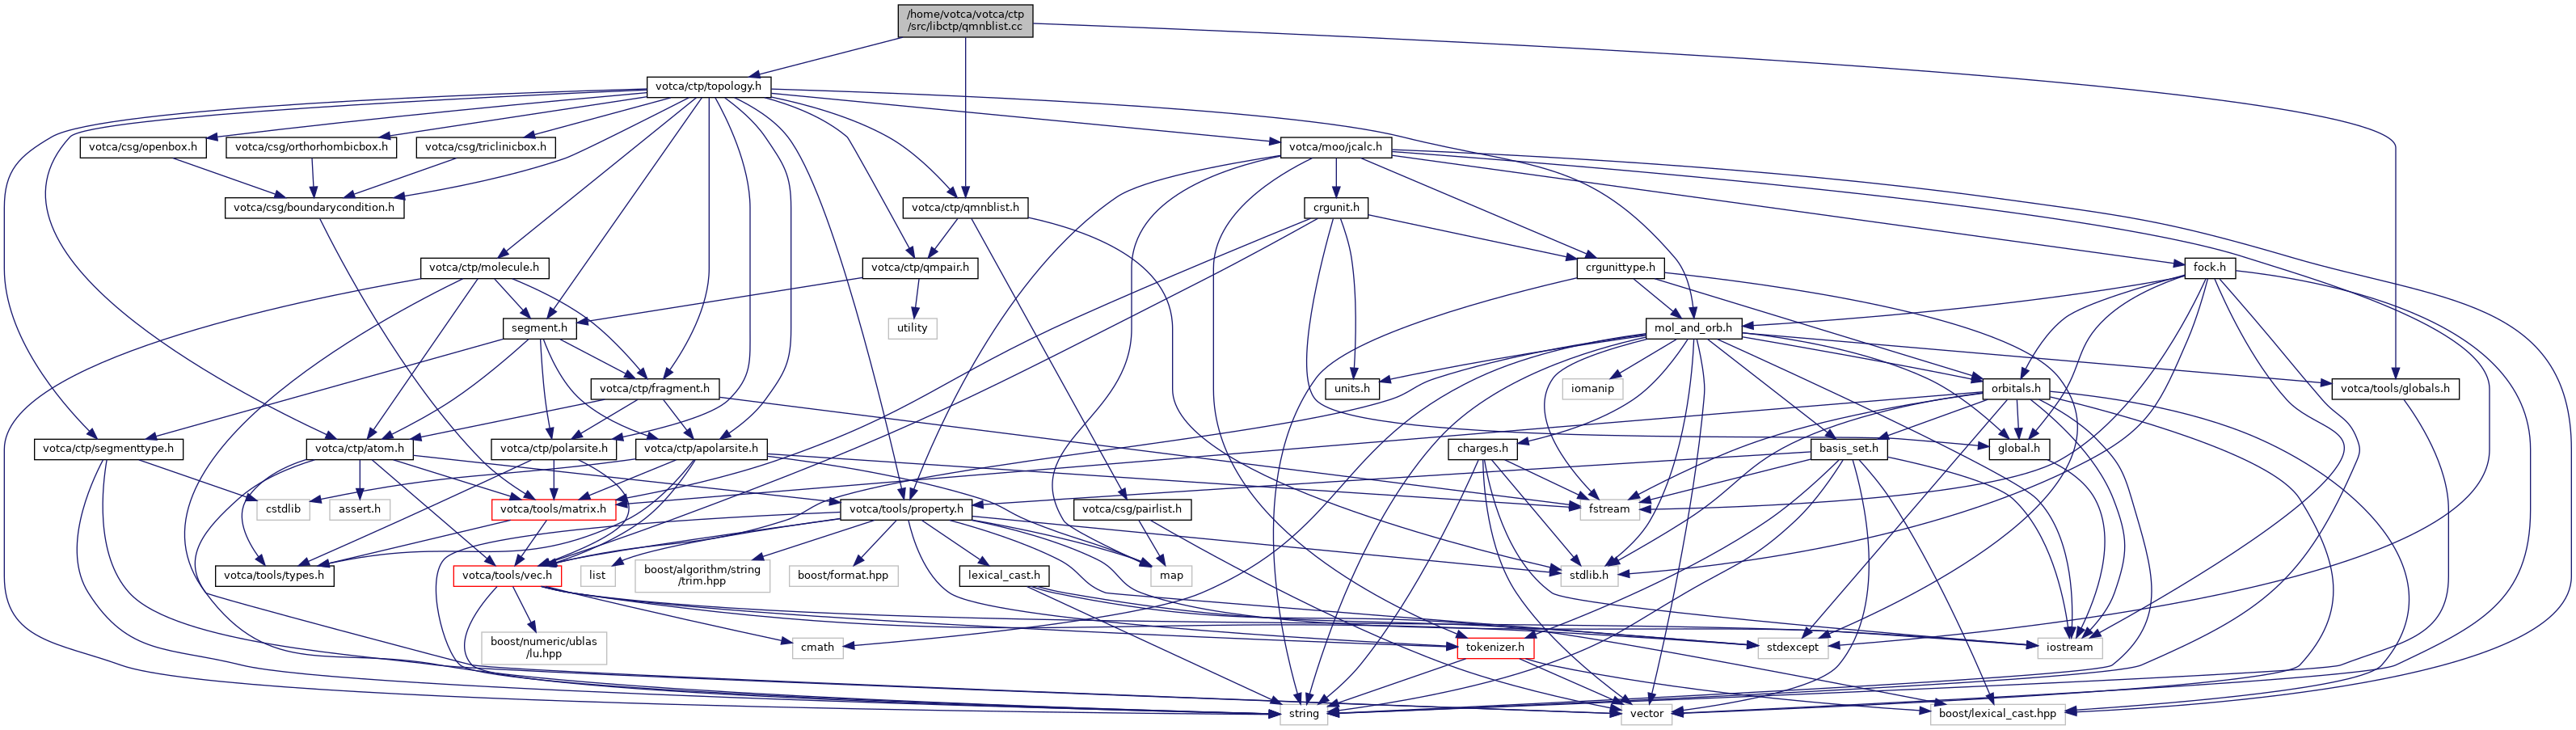 /home/votca/votca/ctp
/src/libctp/qmnblist.cc
votca/ctp/topology.h
votca/csg/openbox.h
votca/csg/orthorhombicbox.h
votca/csg/triclinicbox.h
votca/moo/jcalc.h
votca/csg/boundarycondition.h
votca/ctp/qmnblist.h
crgunit.h
votca/ctp/molecule.h
votca/ctp/qmpair.h
crgunittype.h
fock.h
segment.h
utility
mol_and_orb.h
votca/ctp/fragment.h
units.h
iomanip
orbitals.h
votca/tools/globals.h
votca/ctp/segmenttype.h
votca/ctp/atom.h
votca/ctp/polarsite.h
votca/ctp/apolarsite.h
charges.h
basis_set.h
global.h
cstdlib
assert.h
votca/tools/matrix.h
votca/tools/property.h
votca/csg/pairlist.h
fstream
votca/tools/types.h
votca/tools/vec.h
list
boost/algorithm/string
/trim.hpp
boost/format.hpp
lexical_cast.h
map
stdlib.h
boost/numeric/ublas
/lu.hpp
cmath
tokenizer.h
stdexcept
iostream
string
vector
boost/lexical_cast.hpp